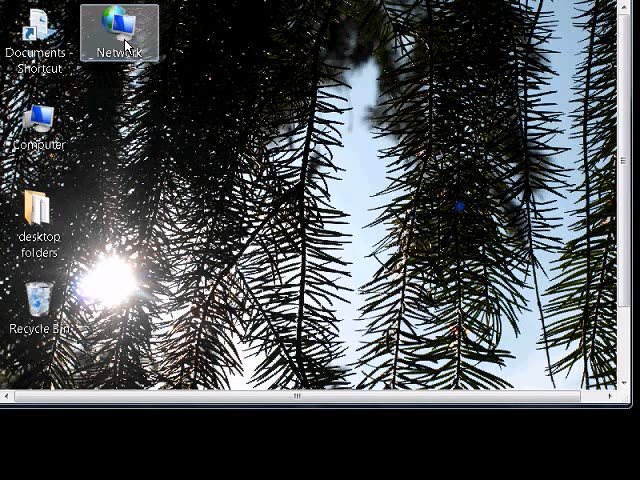 Documents -
Shortcut
Network
Computer
desktop
folders
Recycle Bin